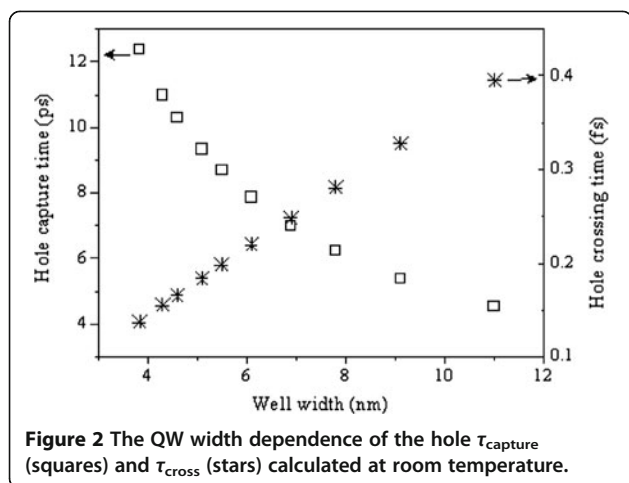 12
10
8
6
4
Hole capture time (ps)
0.4
0.3
0.2
0.1
Hole crossing time (fs)
4 6 8 10 12
Well width (nm)
Figure 2 The QW width dependence of the hole τcapture
(squares) and τcross (stars) calculated at room temperature.